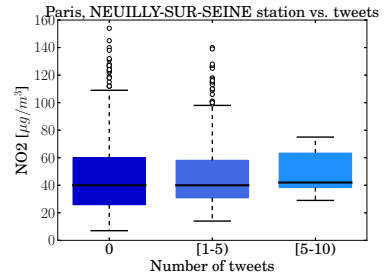 Paris, NEUILLY-SUR-SEINE station vs. tweets
NO2 [μg/m³]
160
140
120
100
80
60
40
20
0
0 [1-5) [5-10)
Number of tweets